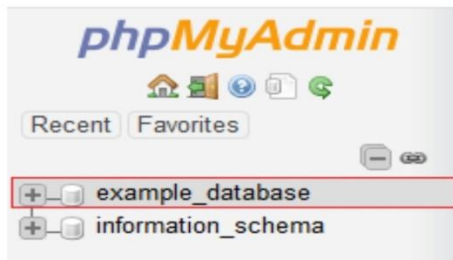 phpMyAdmin
Recent Favorites
example_database
information_schema